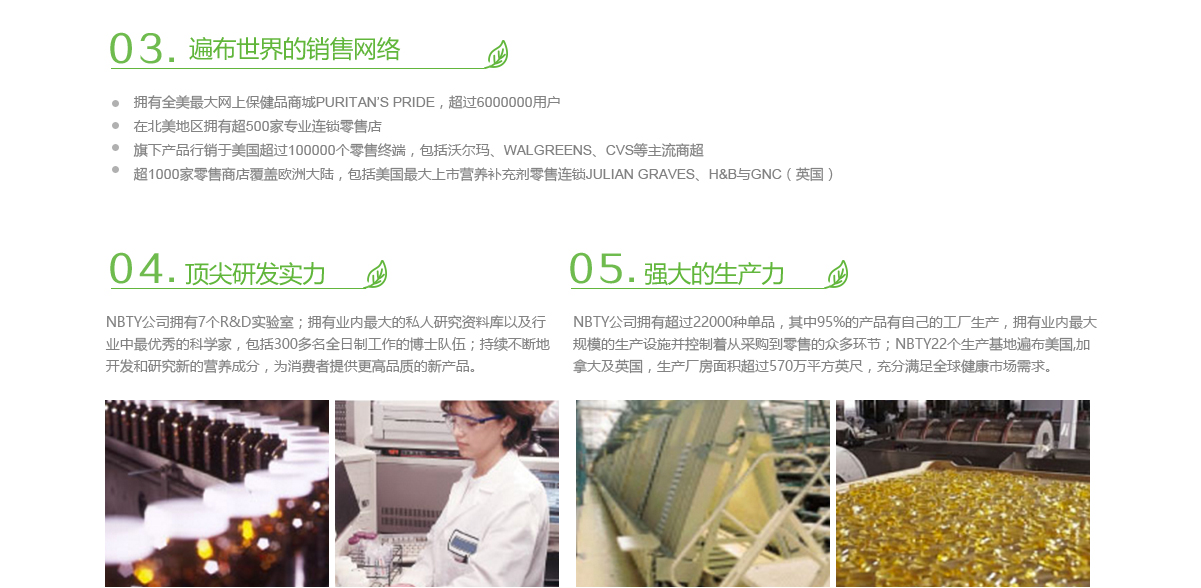 03. 遍布世界的销售网络
拥有全美最大网上保健品商城PURITAN'S PRIDE，超过6000000用户
在北美地区拥有超500家专业连锁零售店
旗下产品行销于美国超过100000个零售终端，包括沃尔玛、WALGREENS、CVS等主流商超
超1000家零售商店覆盖欧洲大陆，包括美国最大上市营养补充剂零售连锁JULIAN GRAVES、H&B与GNC（英国）
04. 顶尖研发实力
NBTY公司拥有7个R&D实验室；拥有业内最大的私人研究资料库以及行
业中最优秀的科学家，包括300多名全日制工作的博士队伍；持续不断地
开发和研究新的营养成分，为消费者提供更高品质的新产品。
05. 强大的生产力
NBTY公司拥有超过22000种单品，其中95%的产品有自己的工厂生产，拥有业内最大
规模的生产设施并控制着从采购到零售的众多环节；NBTY22个生产基地遍布美国,加
拿大及英国，生产厂房面积超过570万平方英尺，充分满足全球健康市场需求。